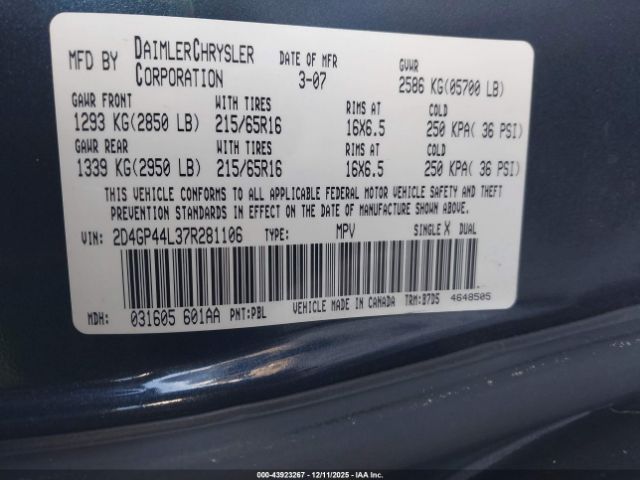 MFD BY DAIMLERCHRYSLER CORPORATION DATE OF MFR 3-07 GVWR 2586 KG(05700 LB)
GAWR FRONT WITH TIRES RIMS AT COLD
1293 KG(2850 LB) 215/65R16 16X6.5 250 KPA( 36 PSI)
GAWR REAR WITH TIRES RIMS AT COLD
1339 KG(2950 LB) 215/65R16 16X6.5 250 KPA( 36 PSI)
THIS VEHICLE CONFORMS TO ALL APPLICABLE FEDERAL MOTOR VEHICLE SAFETY AND THEFT
PREVENTION STANDARDS IN EFFECT ON THE DATE OF MANUFACTURE SHOWN ABOVE.
VIN: 2D4GP44L37R281106 TYPE: MPV SINGLE X DUAL
MDH: 031605 601AA PNT:PBL VEHICLE MADE IN CANADA TRM:B7D5 4648505
000-43923267 - 12/11/2025 - IAAI.COM